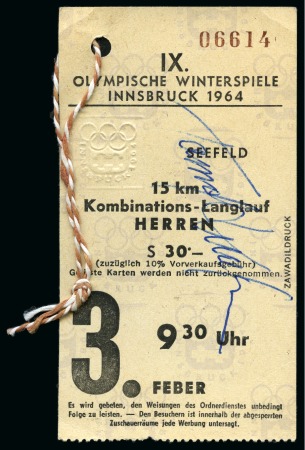 06614
IX.
OLYMPISCHE WINTERSPIELE
INNSBRUCK 1964
SEEFELD
15 km
Kombinations-Langlauf
HERREN
S 30·-
(zuzüglich 10% Vorverkaufsgebühr)
Gelöste Karten werden nicht zurückgenommen.
ZAWADILDRUCK
3.
9 30 Uhr
FEBER
Es wird gebeten, den Weisungen des Ordnerdienstes unbedingt
Folge zu leisten. — Den Besuchern ist innerhalb der abgesperrten
Zuschauerräume jede Werbung untersagt.